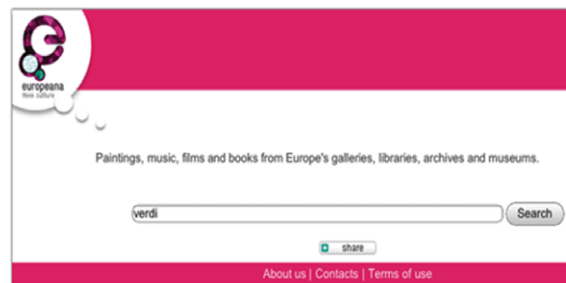 europeana
think culture
Paintings, music, films and books from Europe's galleries, libraries, archives and museums.
verdi
Search
share
About us | Contacts | Terms of use